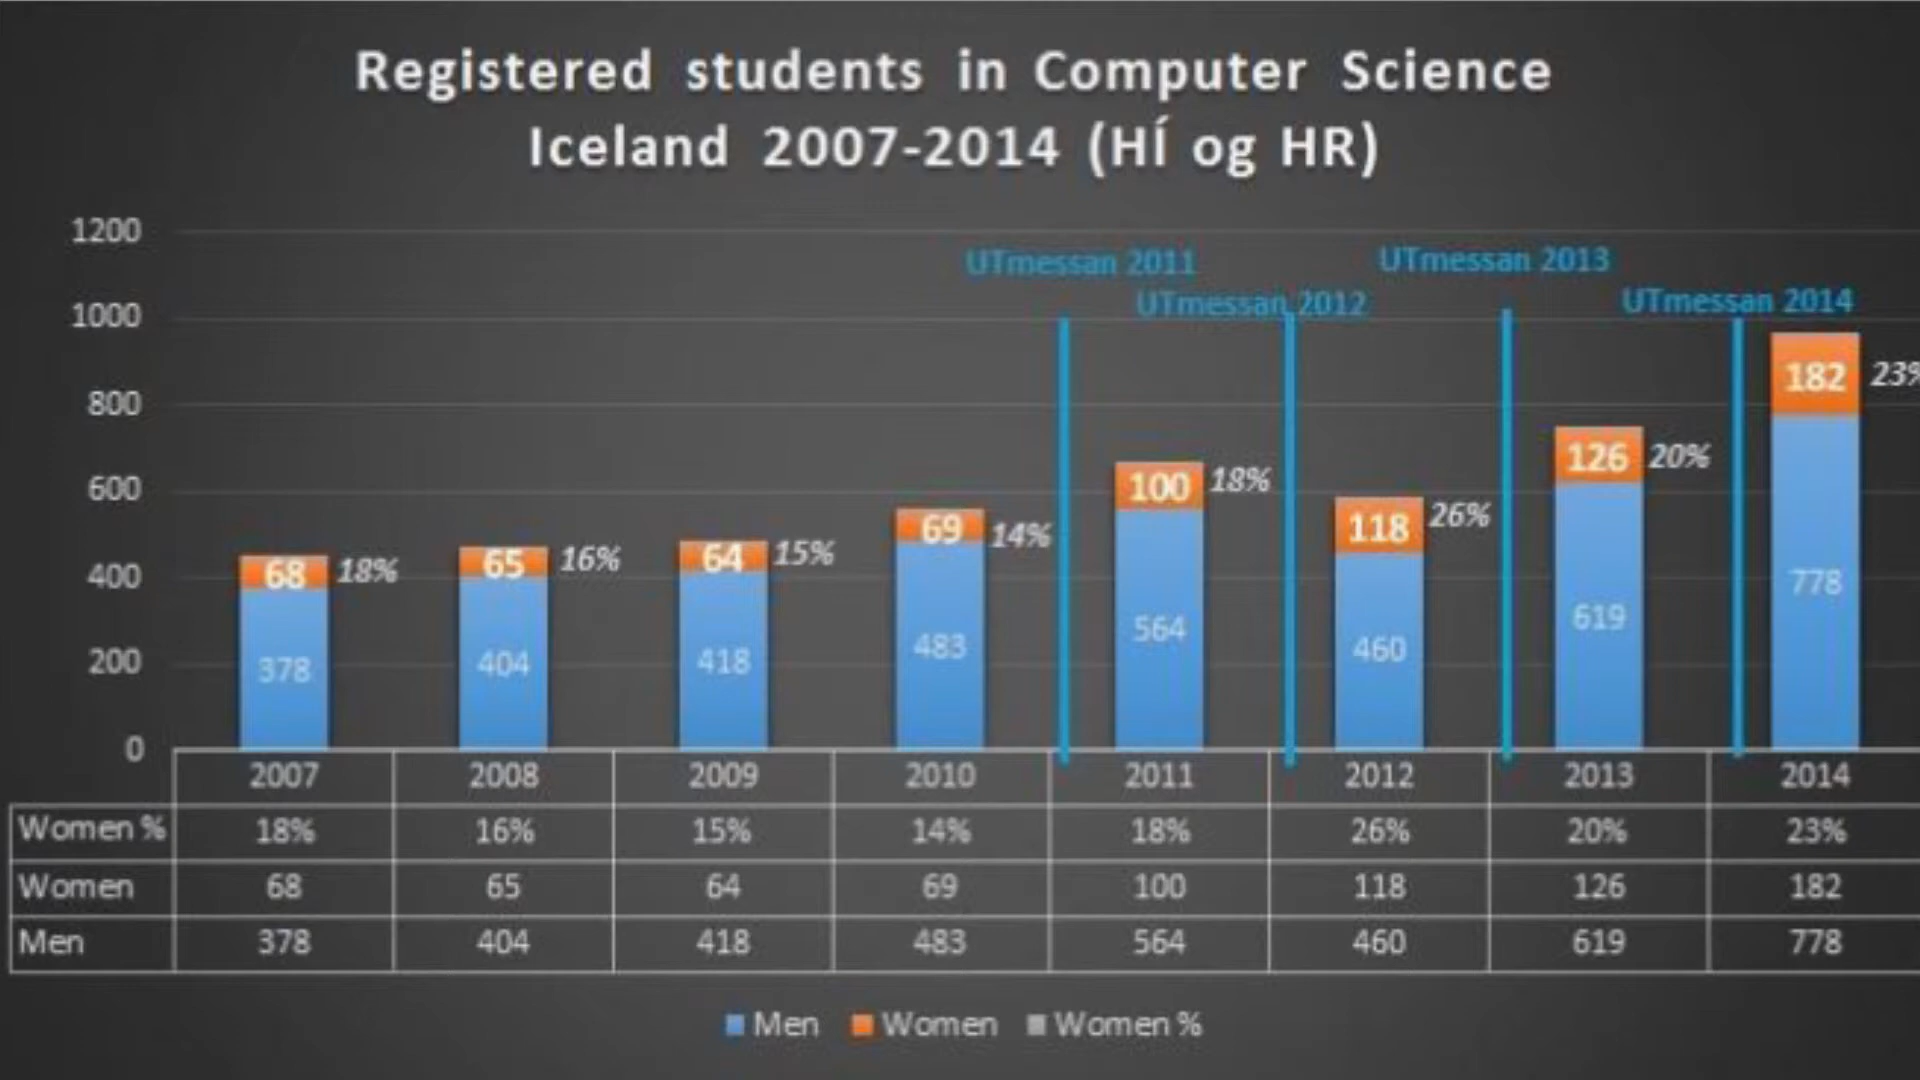 Registered students in Computer Science
Iceland 2007-2014 (HÍ og HR)
1200
1000
800
600
400
200
0
UTmessan 2011
UTmessan 2012
UTmessan 2013
UTmessan 2014
68 18%
378
65 16%
404
64 15%
418
69 14%
483
100 18%
564
118 26%
460
126 20%
619
182 23%
778
2007 2008 2009 2010 2011 2012 2013 2014
Women % 18% 16% 15% 14% 18% 26% 20% 23%
Women 68 65 64 69 100 118 126 182
Men 378 404 418 483 564 460 619 778
Men Women Women %